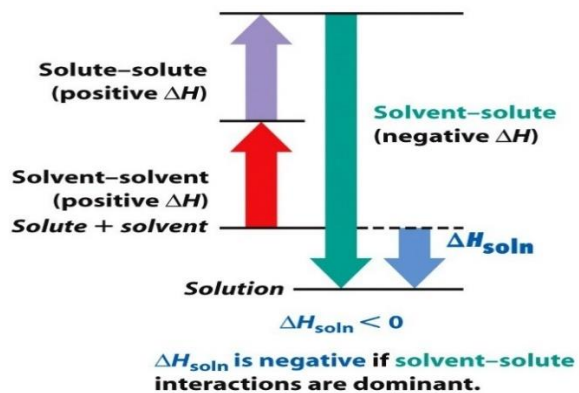 Solute–solute
(positive ΔH)
Solvent–solute
(negative ΔH)
Solvent–solvent
(positive ΔH)
Solute + solvent
ΔHsoln
Solution
ΔHsoln < 0
ΔHsoln is negative if solvent–solute
interactions are dominant.